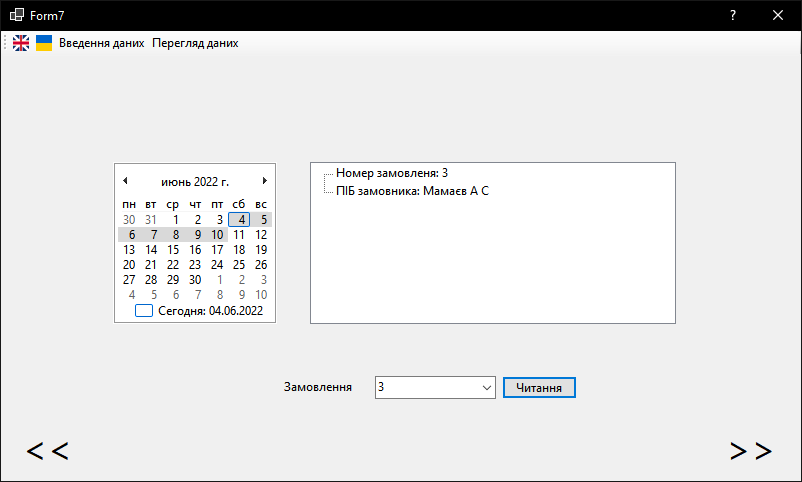 Form7
?
Введення даних Перегляд даних
июнь 2022 г.
пн вт ср чт пт сб вс
30 31 1 2 3 4 5
6 7 8 9 10 11 12
13 14 15 16 17 18 19
20 21 22 23 24 25 26
27 28 29 30 1 2 3
4 5 6 7 8 9 10
Сегодня: 04.06.2022
Номер замовленя: 3
ПІБ замовника: Мамаєв А С
Замовлення 3 Читання
< < > >